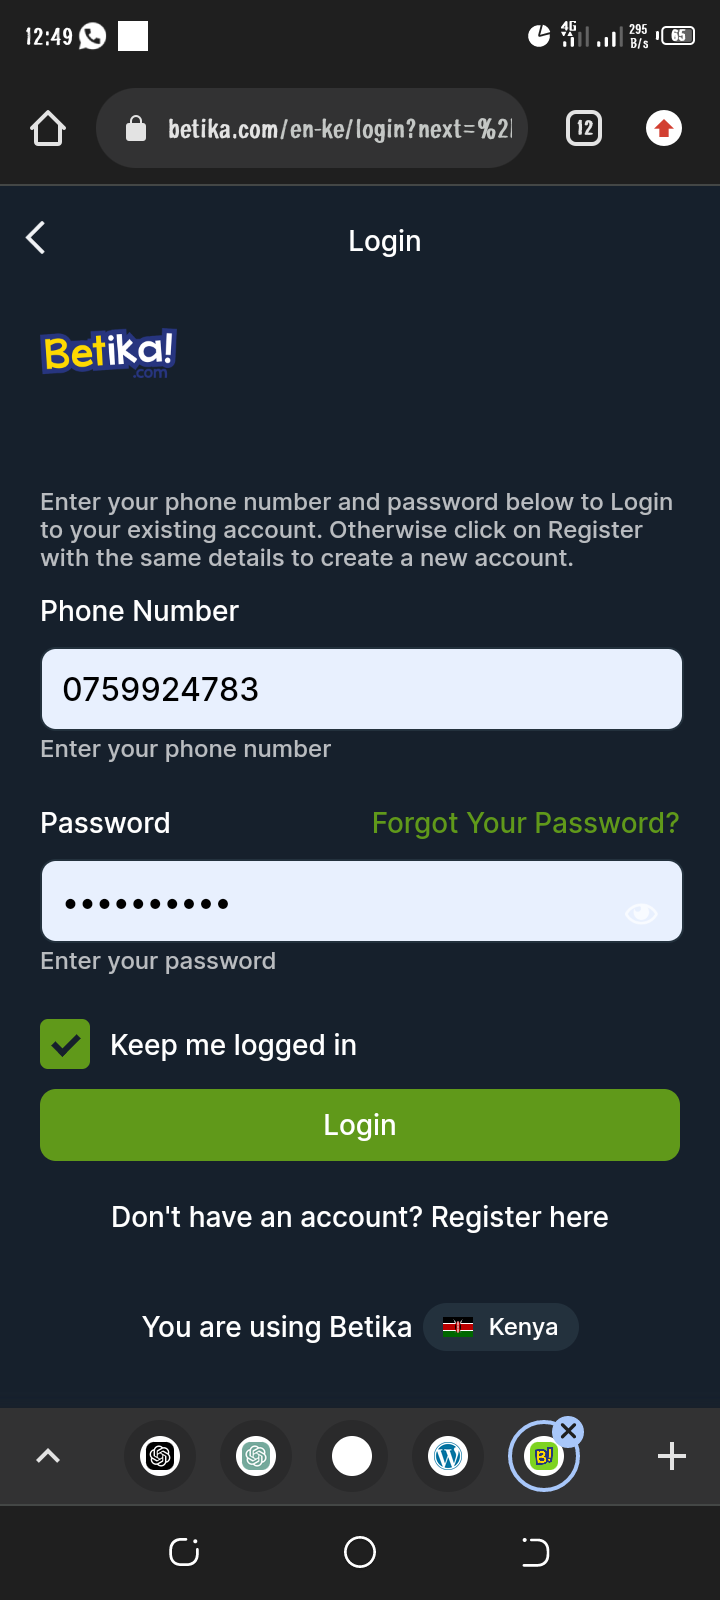 12:49 4G 295 B/s 65
betika.com/en-ke/login?next=%2
12
Login
Betika!
.com
Enter your phone number and password below to Login
to your existing account. Otherwise click on Register
with the same details to create a new account.
Phone Number
0759924783
Enter your phone number
Password Forgot Your Password?
••••••••••
Enter your password
Keep me logged in
Login
Don't have an account? Register here
You are using Betika Kenya
B!